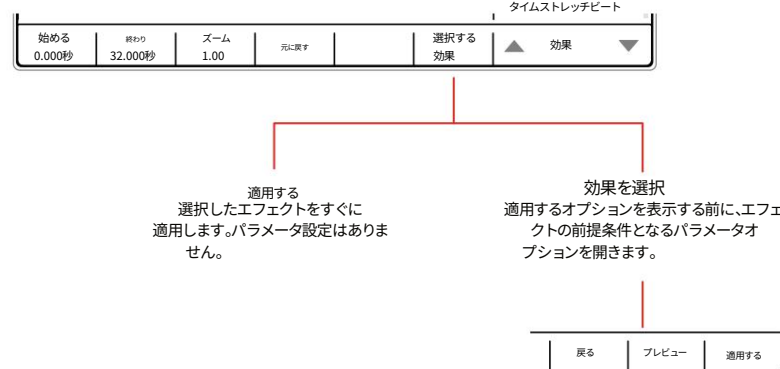 タイムストレッチビート
始める
0.000秒
終わり
32.000秒
ズーム
1.00
元に戻す
選択する
効果
効果
適用する
選択したエフェクトをすぐに
適用します。パラメータ設定はありま
せん。
効果を選択
適用するオプションを表示する前に、エフェ
クトの前提条件となるパラメータオ
プションを開きます。
戻る
プレビュー
適用する